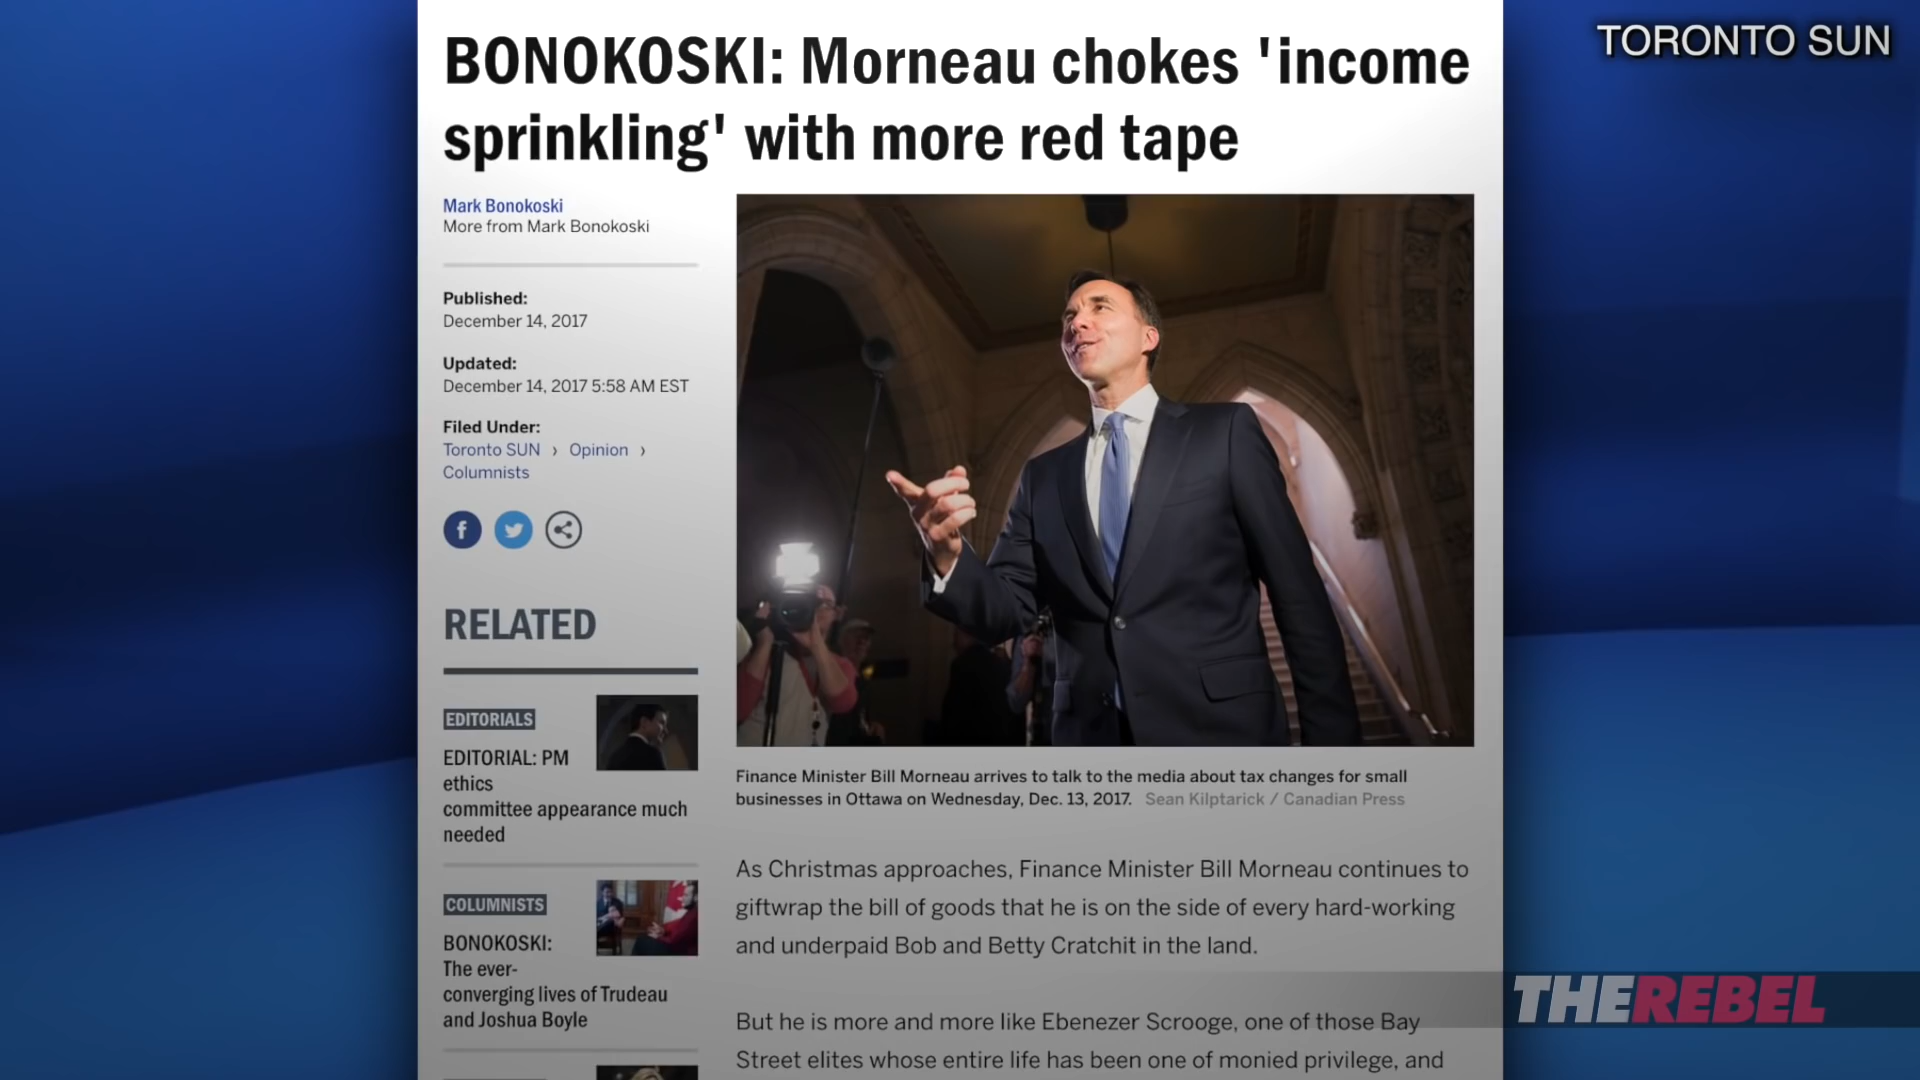 TORONTO SUN
BONOKOSKI: Morneau chokes 'income
sprinkling' with more red tape
Mark Bonokoski
More from Mark Bonokoski
Published:
December 14, 2017
Updated:
December 14, 2017 5:58 AM EST
Filed Under:
Toronto SUN › Opinion ›
Columnists
RELATED
EDITORIALS
EDITORIAL: PM
ethics
committee appearance much
needed
COLUMNISTS
BONOKOSKI:
The ever-
converging lives of Trudeau
and Joshua Boyle
Finance Minister Bill Morneau arrives to talk to the media about tax changes for small
businesses in Ottawa on Wednesday, Dec. 13, 2017. Sean Kilptarick / Canadian Press
As Christmas approaches, Finance Minister Bill Morneau continues to
giftwrap the bill of goods that he is on the side of every hard-working
and underpaid Bob and Betty Cratchit in the land.
But he is more and more like Ebenezer Scrooge, one of those Bay
Street elites whose entire life has been one of monied privilege, and
THEREBEL